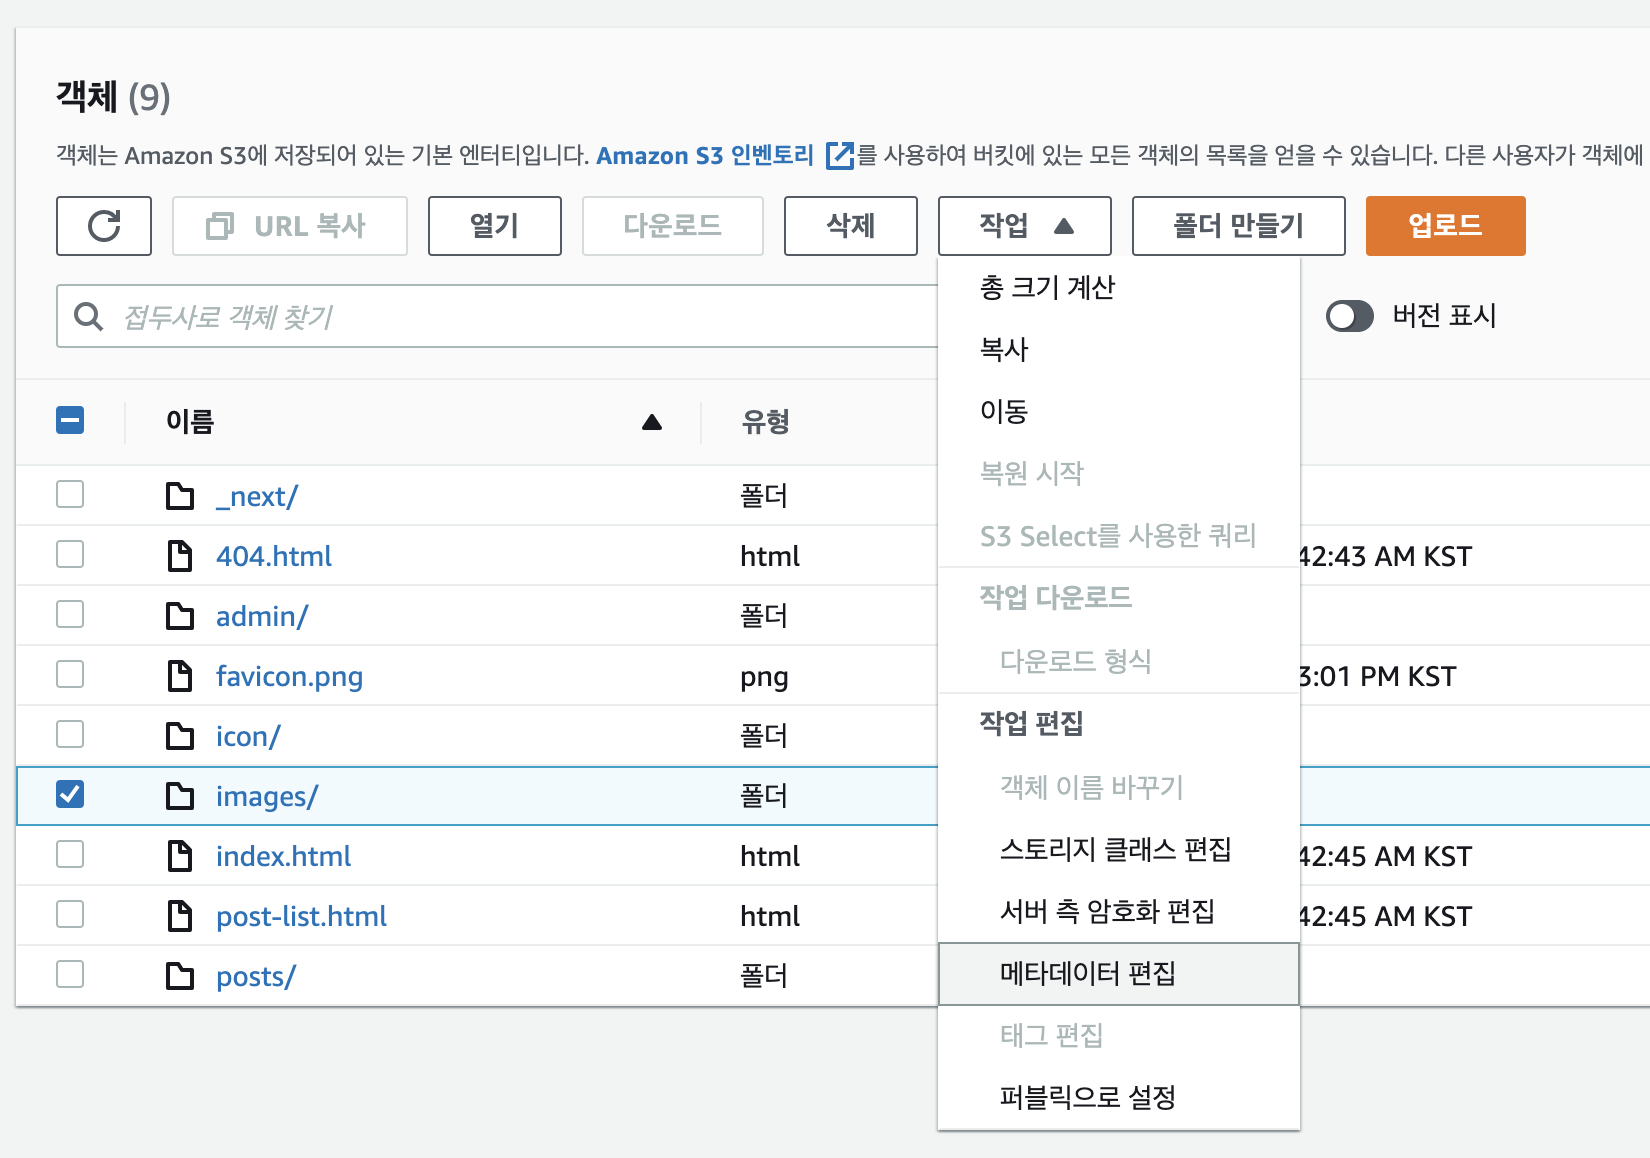 객체 (9)
객체는 Amazon S3에 저장되어 있는 기본 엔터티입니다. Amazon S3 인벤토리 를 사용하여 버킷에 있는 모든 객체의 목록을 얻을 수 있습니다. 다른 사용자가 객체에
URL 복사 열기 다운로드 삭제 작업 폴더 만들기 업로드
접두사로 객체 찾기
버전 표시
총 크기 계산
복사
이동
복원 시작
S3 Select를 사용한 쿼리
작업 다운로드
다운로드 형식
작업 편집
객체 이름 바꾸기
스토리지 클래스 편집
서버 측 암호화 편집
메타데이터 편집
태그 편집
퍼블릭으로 설정
이름 유형
_next/ 폴더
404.html html 42:43 AM KST
admin/ 폴더
favicon.png png 3:01 PM KST
icon/ 폴더
images/ 폴더
index.html html 42:45 AM KST
post-list.html html 42:45 AM KST
posts/ 폴더